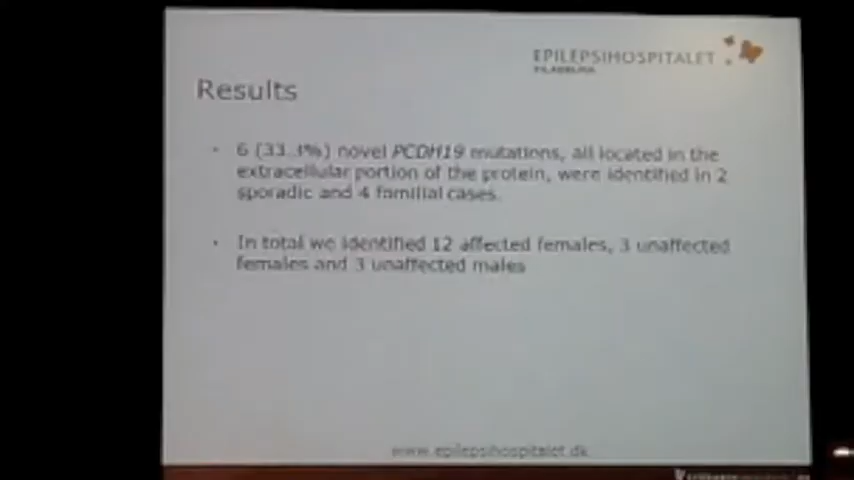 EPILEPSIHOSPITALET
FILADELFIA
Results
• 6 (33.3%) novel PCDH19 mutations, all located in the
extracellular portion of the protein, were identified in 2
sporadic and 4 familial cases.
• In total we identified 12 affected females, 3 unaffected
females and 3 unaffected males
www.epilepsihospitalet.dk